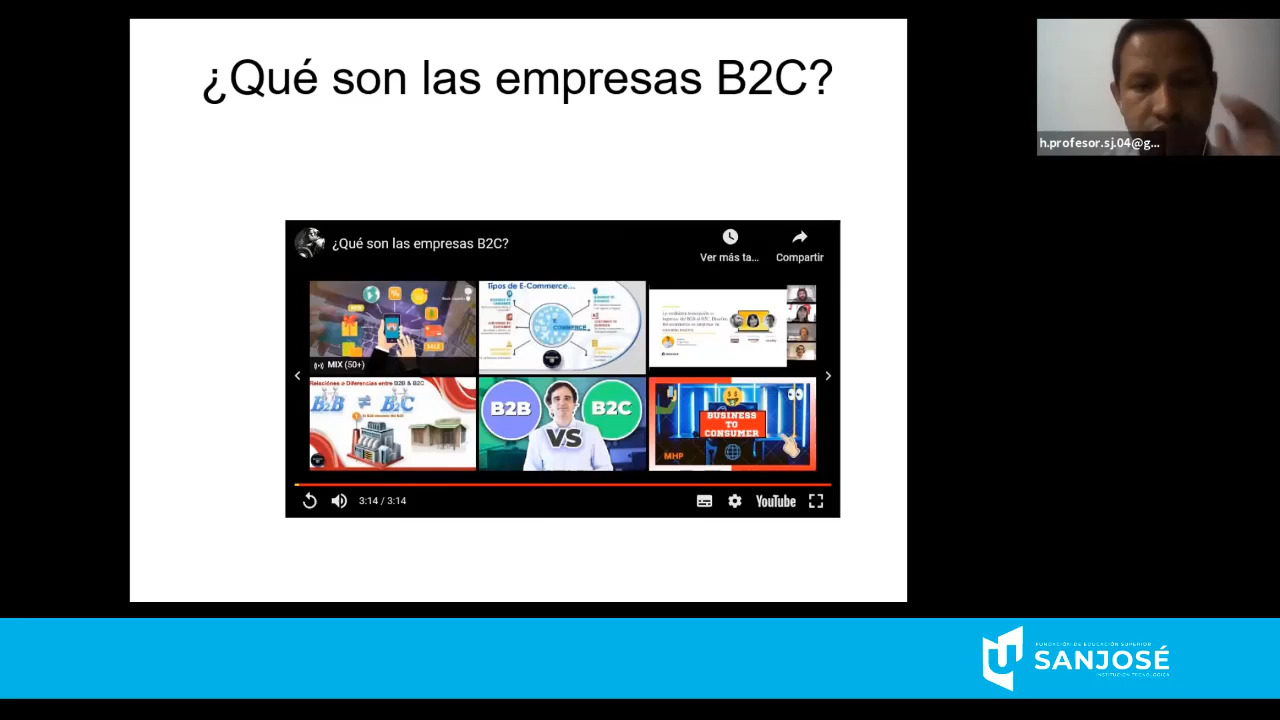 ¿Qué son las empresas B2C?
h.profesor.sj.04@g...
¿Qué son las empresas B2C?
Ver más ta...
Compartir
MIX (50+)
SALE
Tipos de E-Commerce...
COMMERCE
Relaciónes a Diferencias entre B2B & B2C
B2B ≠ B2C
B2B
VS
B2C
BUSINESS
TO
CONSUMER
MHP
3:14 / 3:14
YouTube
FUNDACIÓN DE EDUCACIÓN SUPERIOR
SANJOSÉ
INSTITUCIÓN TECNOLÓGICA